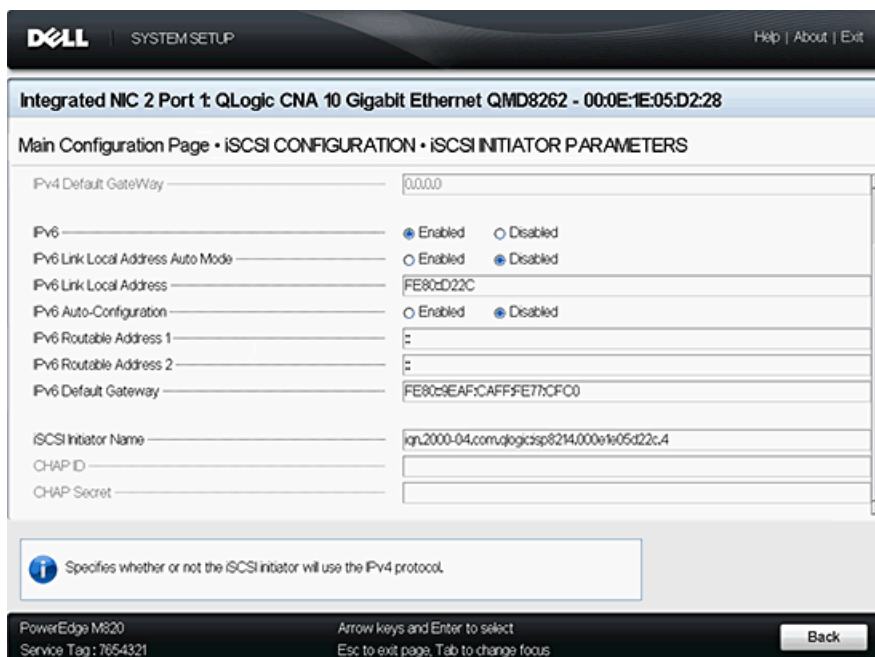 DELL SYSTEM SETUP Help | About | Exit
Integrated NIC 2 Port 1: QLogic CNA 10 Gigabit Ethernet QMD8262 - 00:0E:1E:05:D2:28
Main Configuration Page • iSCSI CONFIGURATION • iSCSI INITIATOR PARAMETERS
IPv4 Default GateWay 0.0.0.0
IPv6 Enabled Disabled
IPv6 Link Local Address Auto Mode Enabled Disabled
IPv6 Link Local Address FE80::D22C
IPv6 Auto-Configuration Enabled Disabled
IPv6 Routable Address 1 ::
IPv6 Routable Address 2 ::
IPv6 Default Gateway FE80::9EAF:CAFF:FE77:CFC0
iSCSI Initiator Name iqn.2000-04.com.qlogic:isp8214.000e1e05d22c.4
CHAP ID
CHAP Secret
Specifies whether or not the iSCSI initiator will use the IPv4 protocol.
PowerEdge M820 Arrow keys and Enter to select
Service Tag : 7654321 Esc to exit page, Tab to change focus
Back